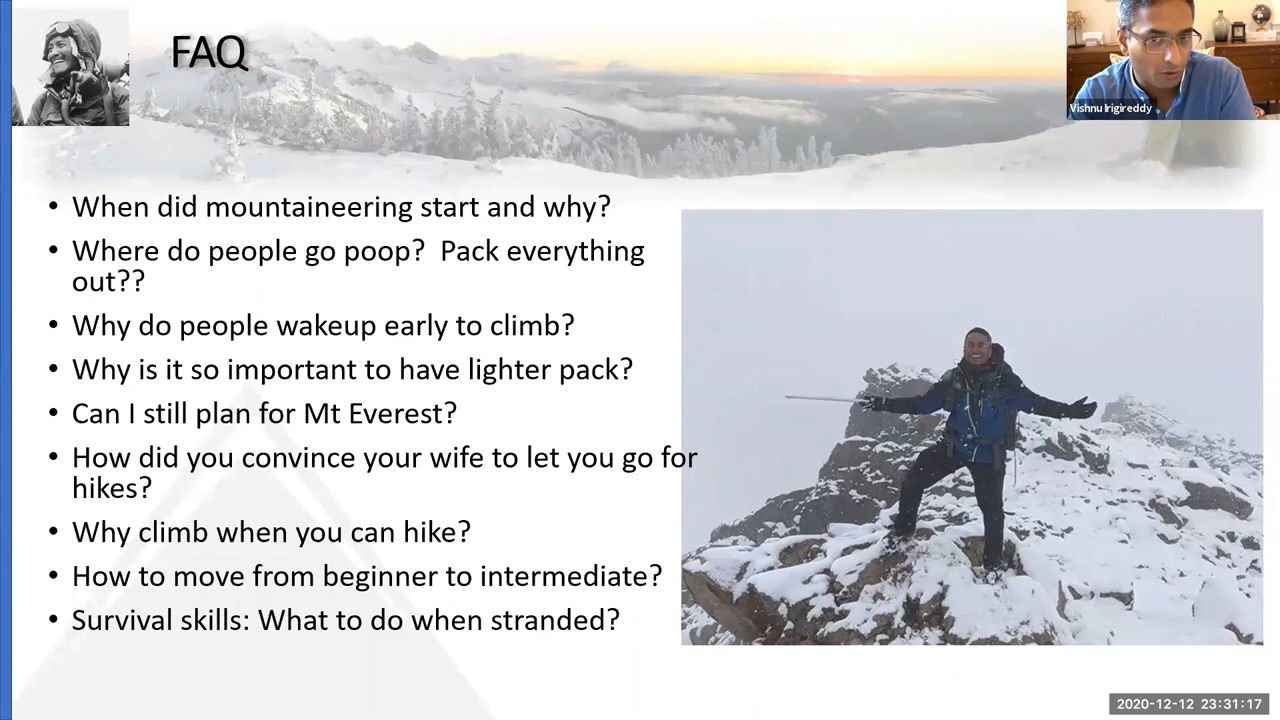 FAQ
Vishnu Irigireddy
When did mountaineering start and why?
Where do people go poop?  Pack everything
out??
Why do people wakeup early to climb?
Why is it so important to have lighter pack?
Can I still plan for Mt Everest?
How did you convince your wife to let you go for
hikes?
Why climb when you can hike?
How to move from beginner to intermediate?
Survival skills: What to do when stranded?
2020-12-12 23:31:17